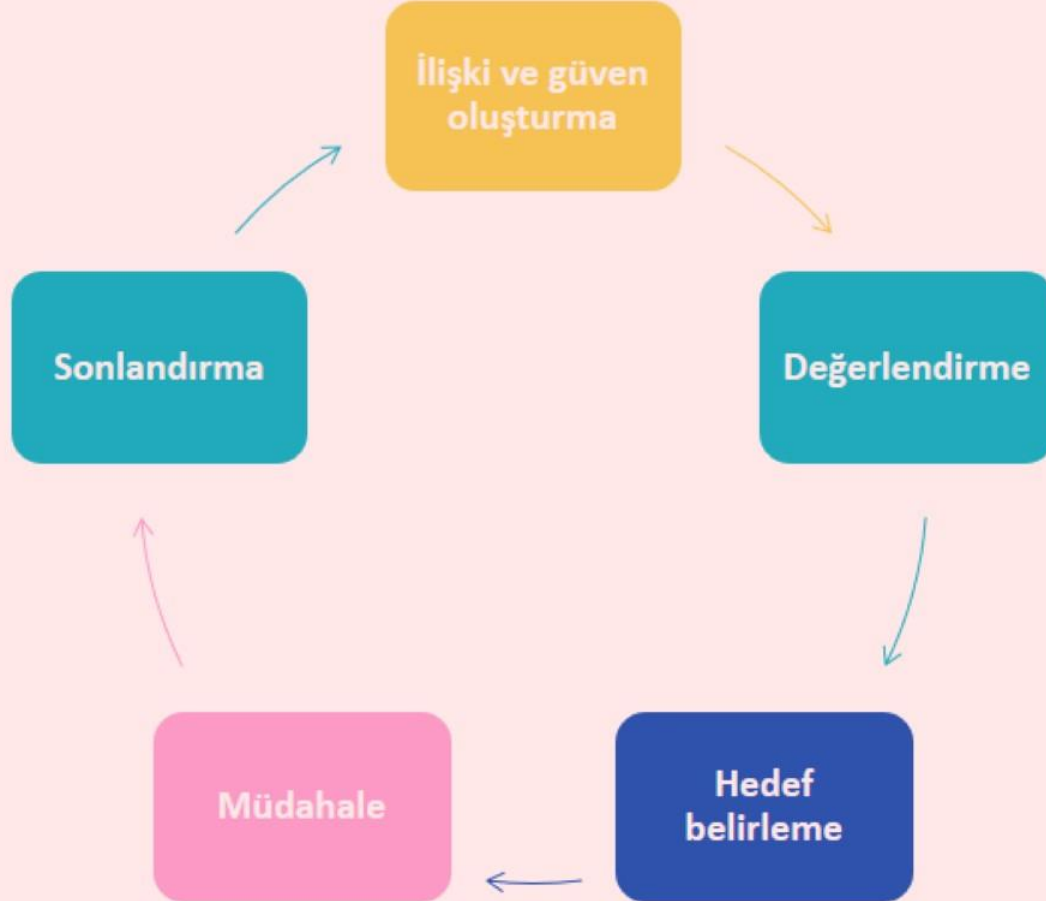 İlişki ve güven
oluşturma
Değerlendirme
Hedef
belirleme
Müdahale
Sonlandırma